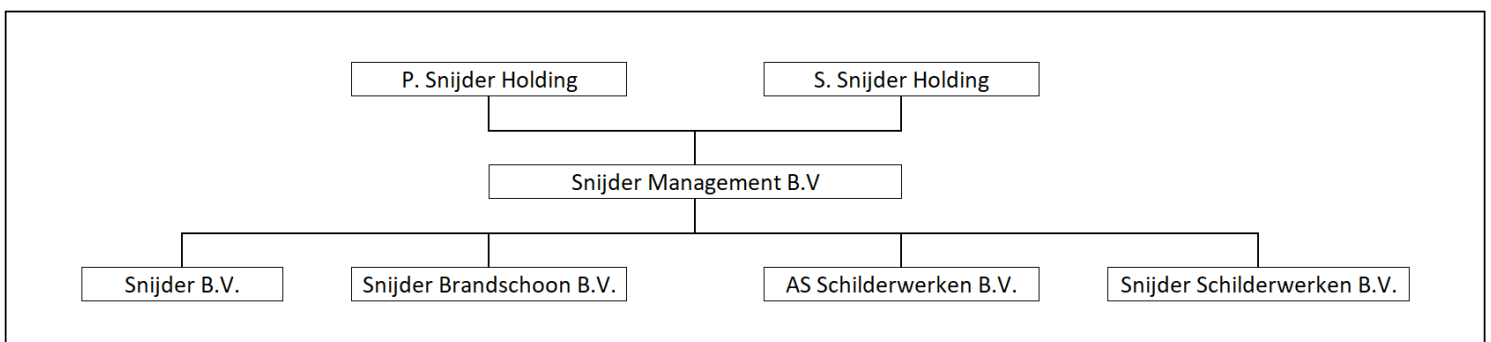 P. Snijder Holding
S. Snijder Holding
Snijder Management B.V
Snijder B.V.
Snijder Brandschoon B.V.
AS Schilderwerken B.V.
Snijder Schilderwerken B.V.